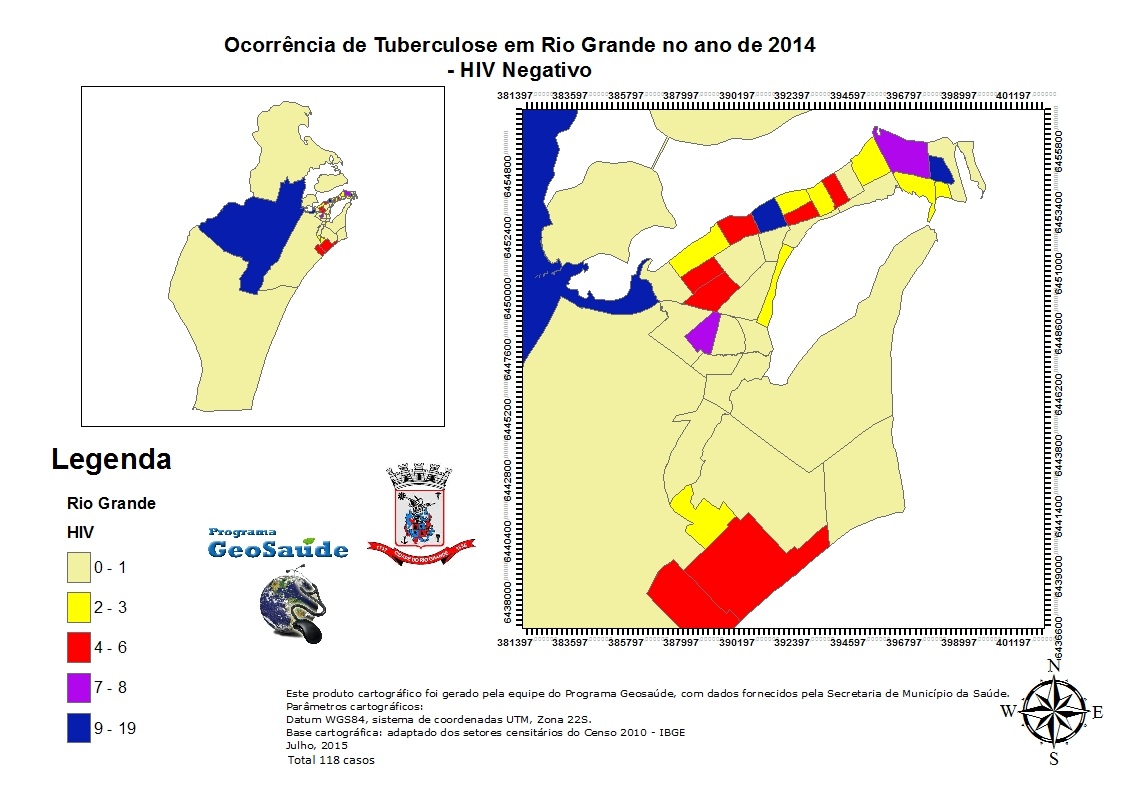 Ocorrência de Tuberculose em Rio Grande no ano de 2014
- HIV Negativo
381397 383597 385797 387997 390197 392397 394597 396797 398997 401197
6454800
6452400
6450000
6447600
6445200
6442800
6440400
6438000
6455800
6453400
6451000
6448600
6446200
6443800
6441400
6439000
6436600
381397 383597 385797 387997 390197 392397 394597 396797 398997 401197
Legenda
Rio Grande
HIV
0 - 1
2 - 3
4 - 6
7 - 8
9 - 19
Programa
GeoSaúde
CIDADE DO RIO GRANDE
N
W E
S
Este produto cartográfico foi gerado pela equipe do Programa Geosaúde, com dados fornecidos pela Secretaria de Município da Saúde.
Parâmetros cartográficos:
Datum WGS84, sistema de coordenadas UTM, Zona 22S.
Base cartográfica: adaptado dos setores censitários do Censo 2010 - IBGE
Julho, 2015
Total 118 casos